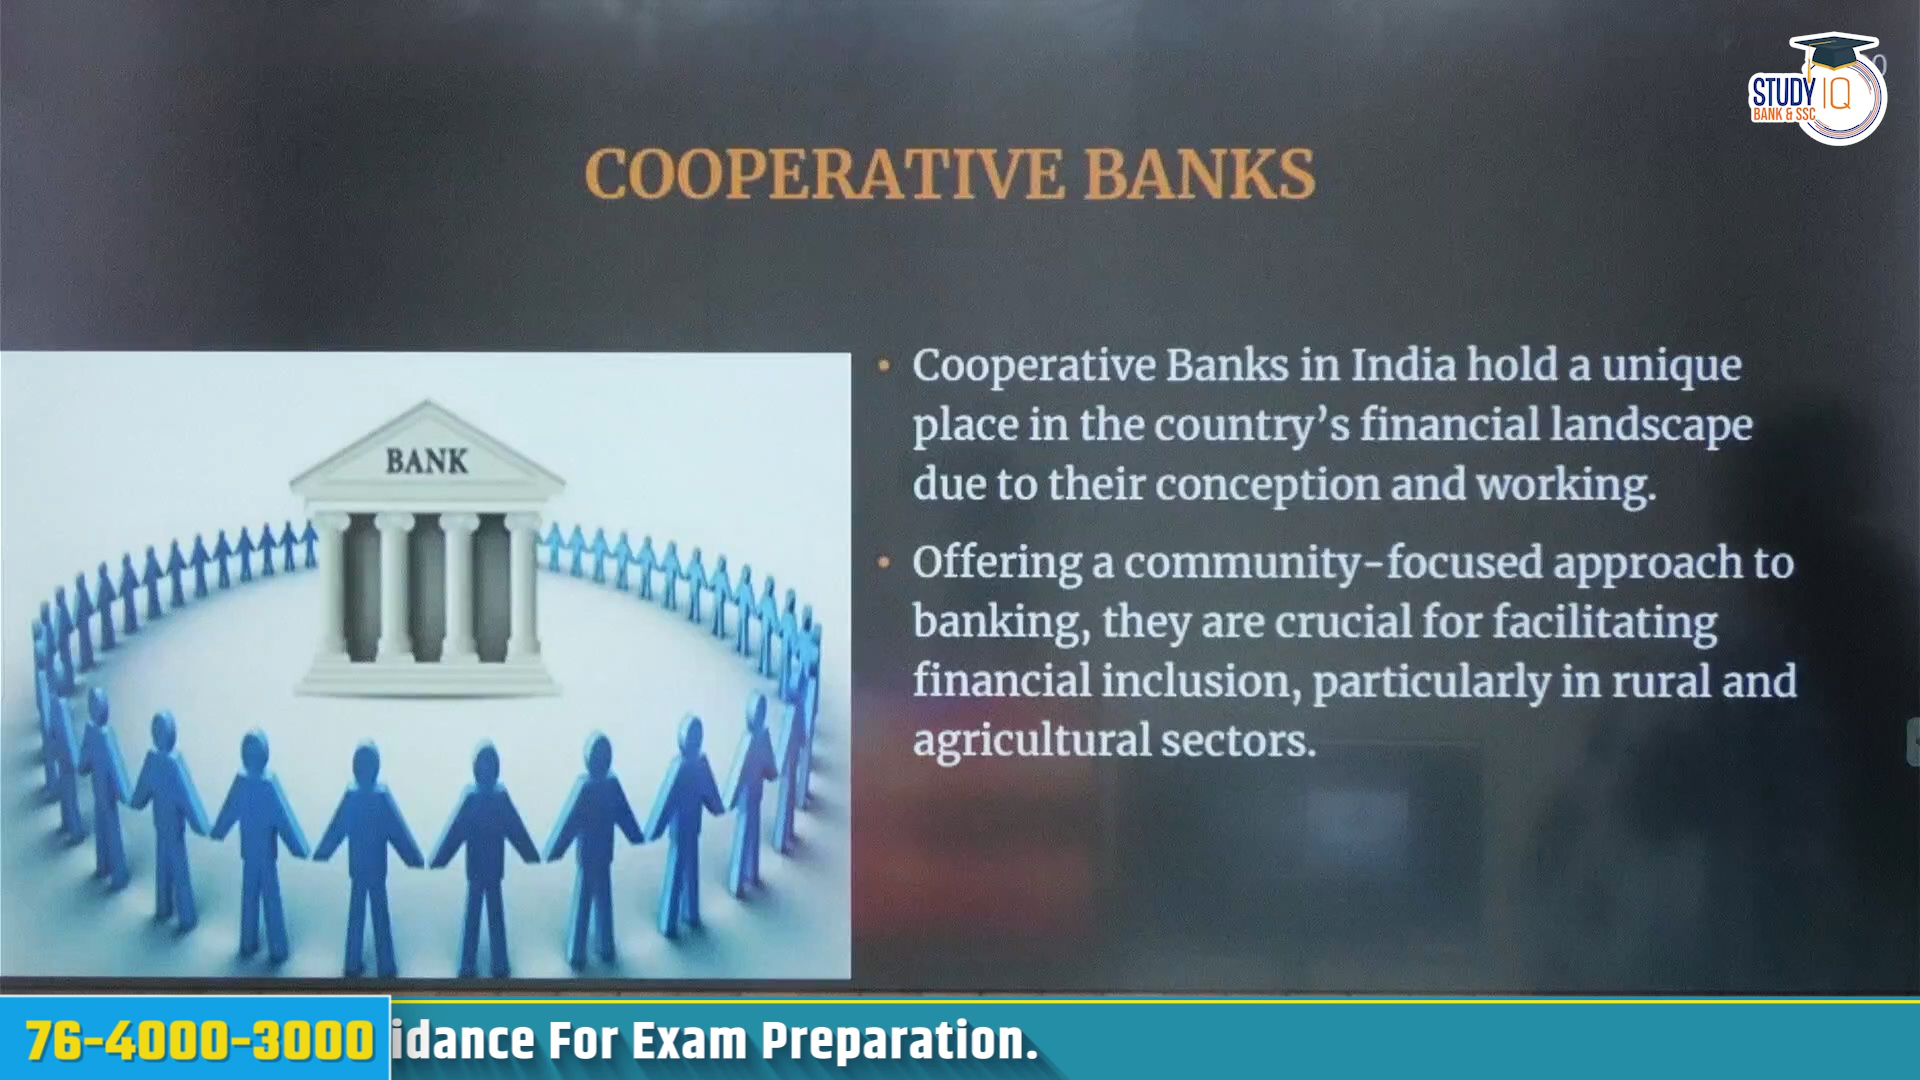 STUDY IQ
BANK & SSC
COOPERATIVE BANKS
BANK
• Cooperative Banks in India hold a unique
place in the country’s financial landscape
due to their conception and working.
• Offering a community-focused approach to
banking, they are crucial for facilitating
financial inclusion, particularly in rural and
agricultural sectors.
76-4000-3000
idance For Exam Preparation.